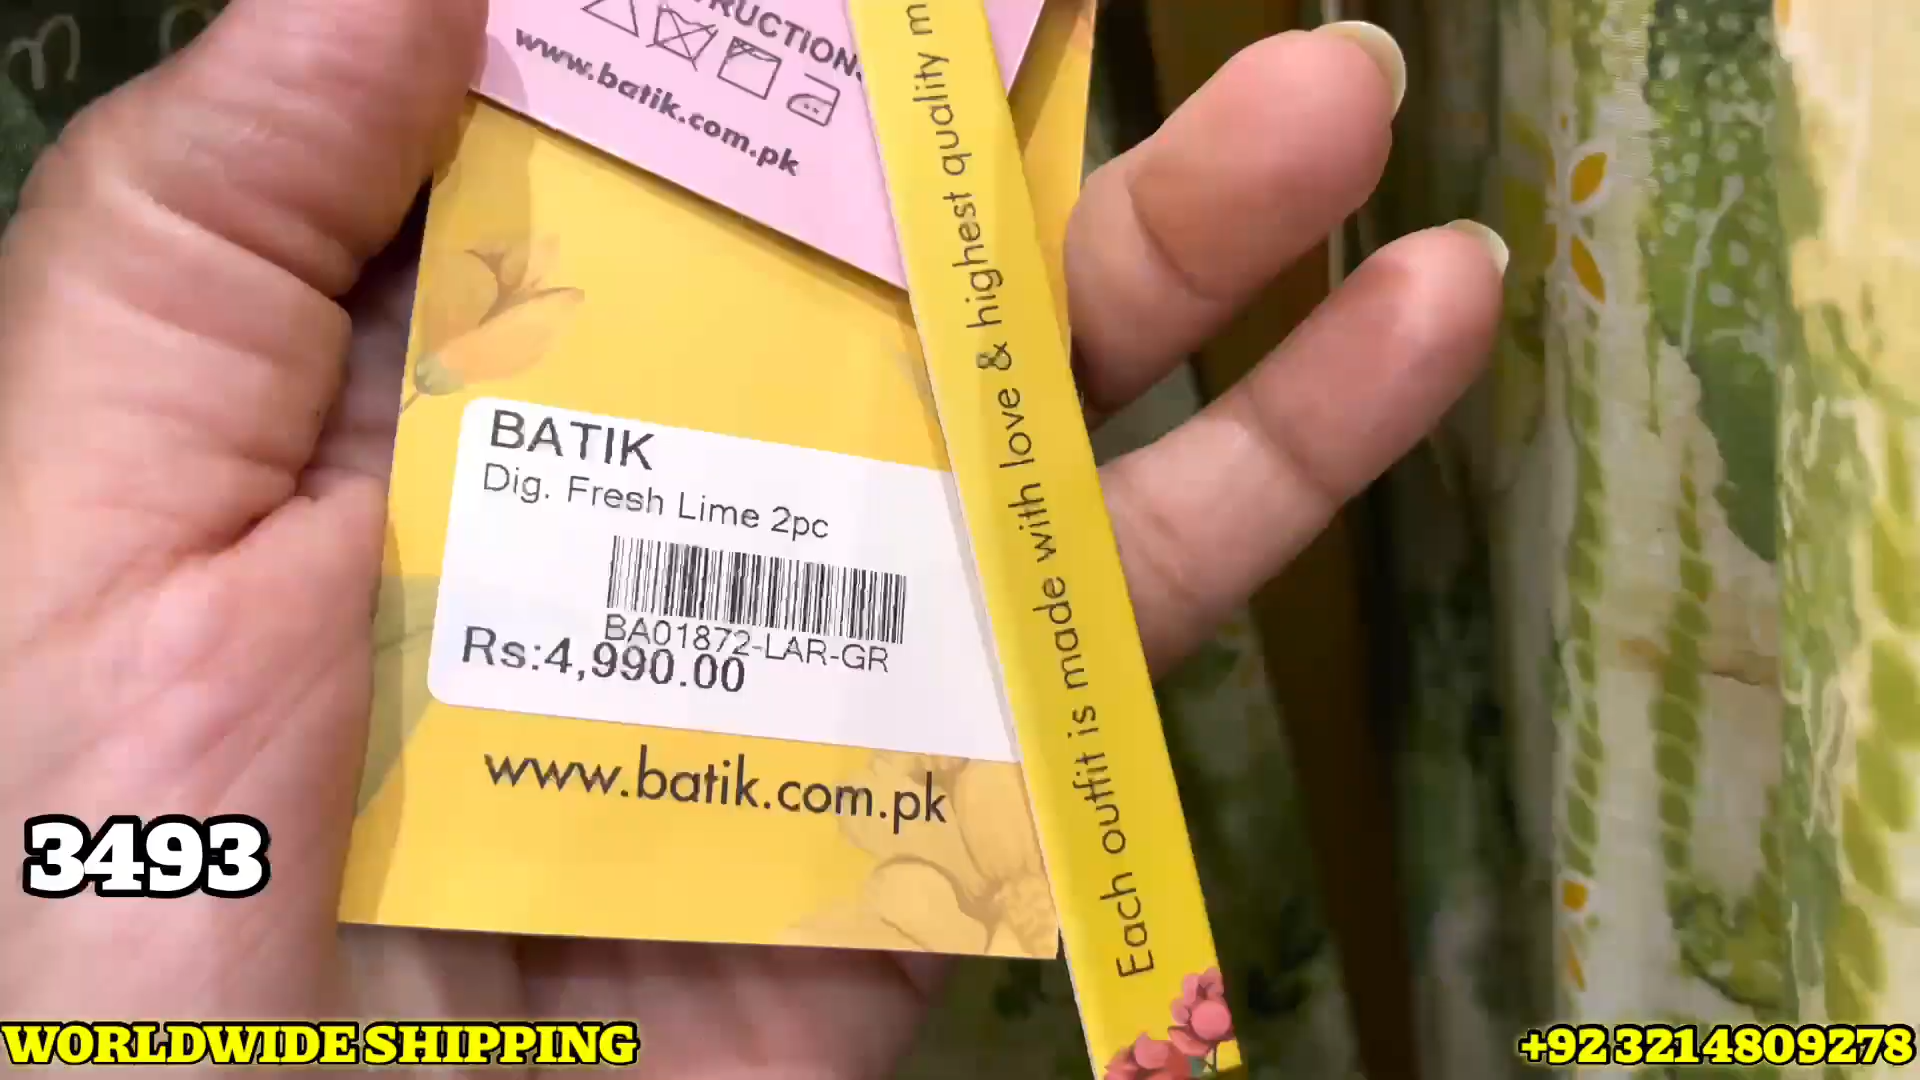 www.batik.com.pk
Each outfit is made with love & highest quality
BATIK
Dig. Fresh Lime 2pc
BA01872-LAR-GR
Rs:4,990.00
www.batik.com.pk
3493
WORLDWIDE SHIPPING
+92 3214809278